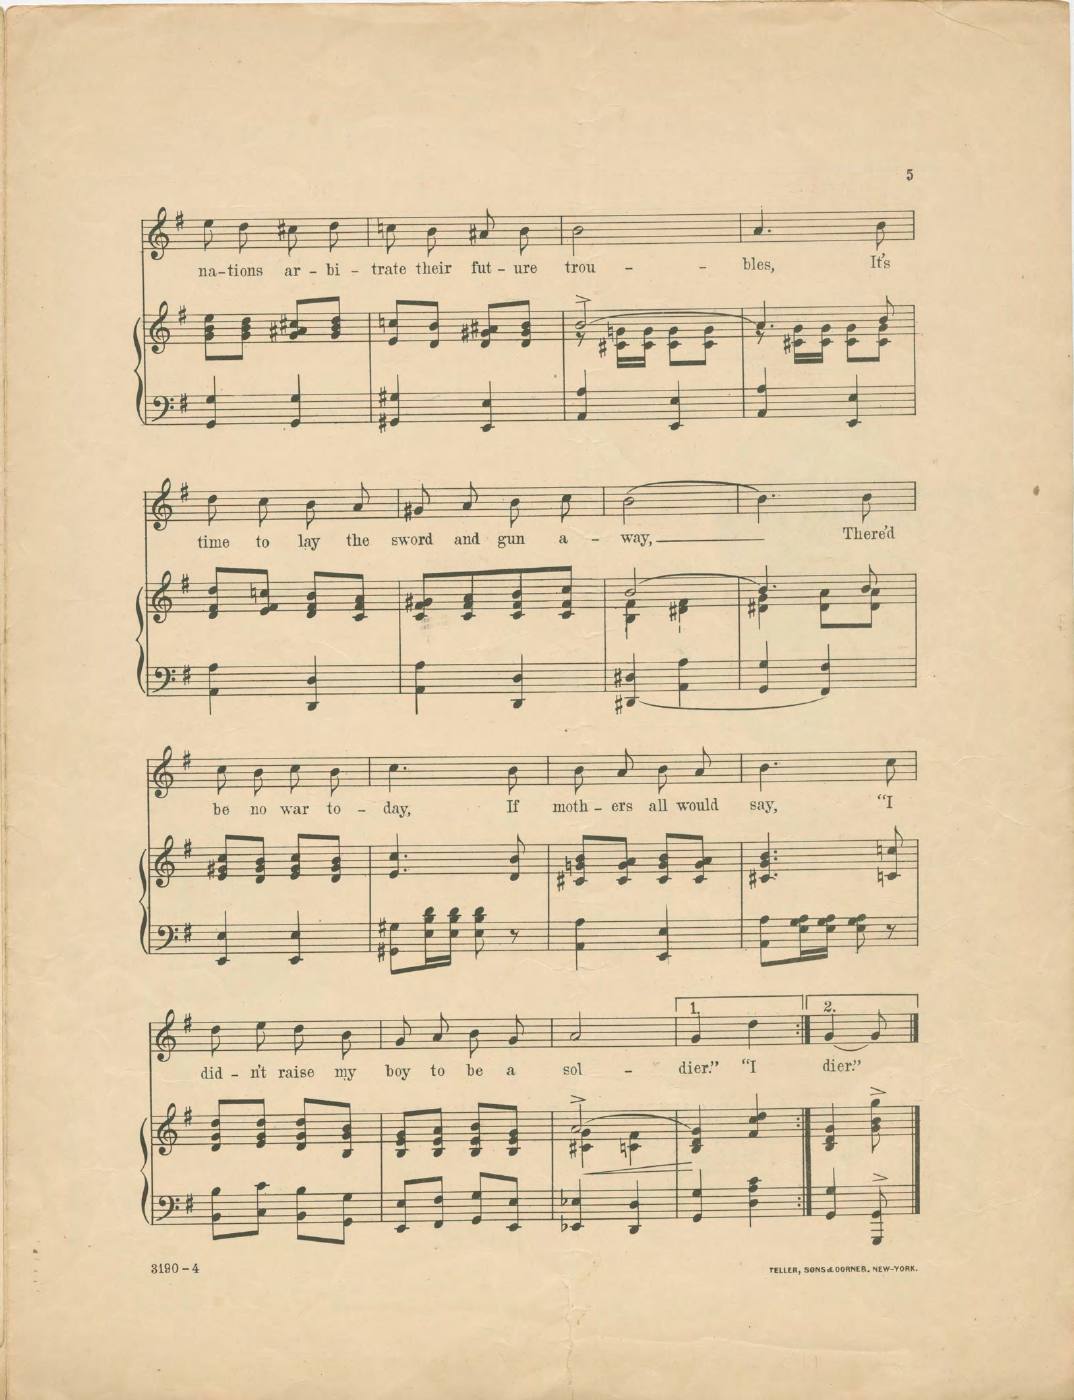 5
na-tions ar-bi-trate their fut-ure trou - - bles, It's
time to lay the sword and gun a - way, There'd
be no war to - day, If moth-ers all would say, "I
1. 2.
did-n't raise my boy to be a sol - dier." "I dier."
3190-4
TELLER, SONS & DORNER, NEW-YORK.